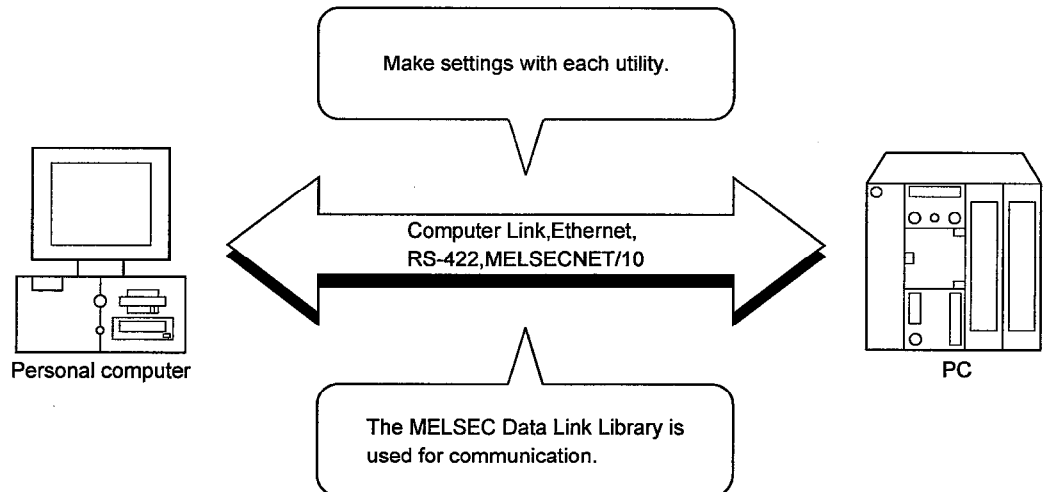 Make settings with each utility.
Computer Link,Ethernet,
RS-422,MELSECNET/10
Personal computer
PC
The MELSEC Data Link Library is
used for communication.